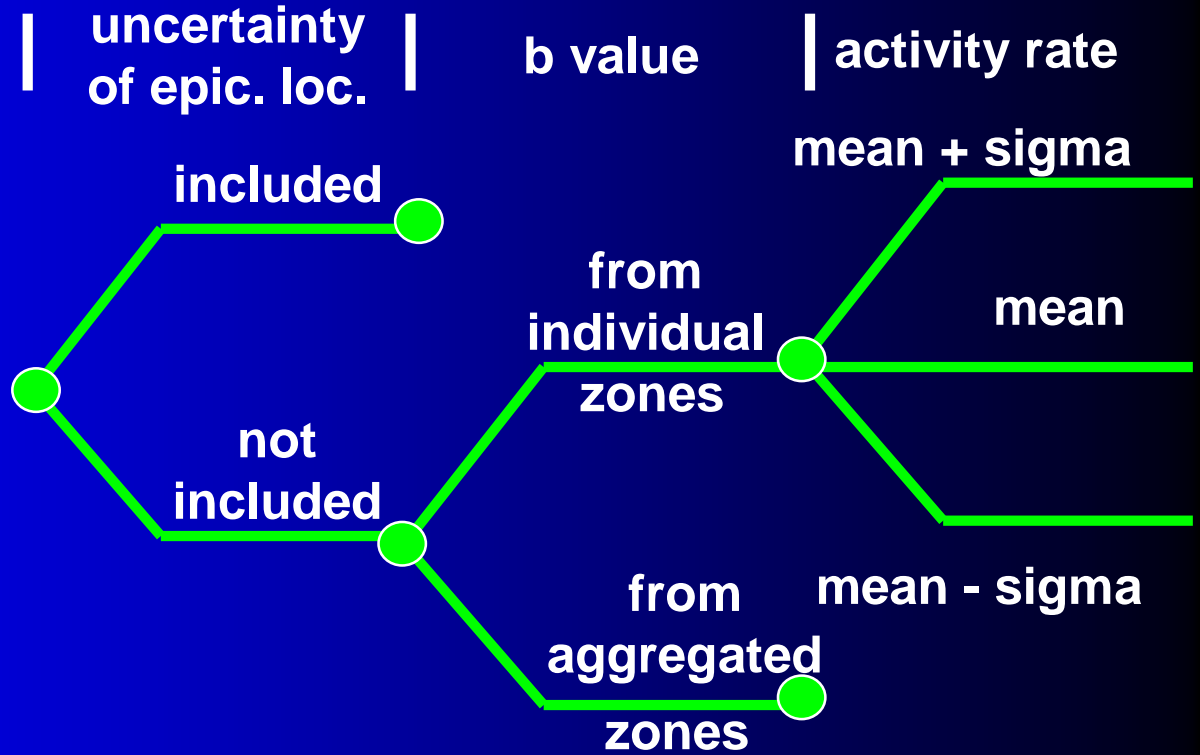 uncertainty
of epic. loc.
b value
activity rate
mean + sigma
included
from
individual
zones
mean
not
included
from
aggregated
zones
mean - sigma